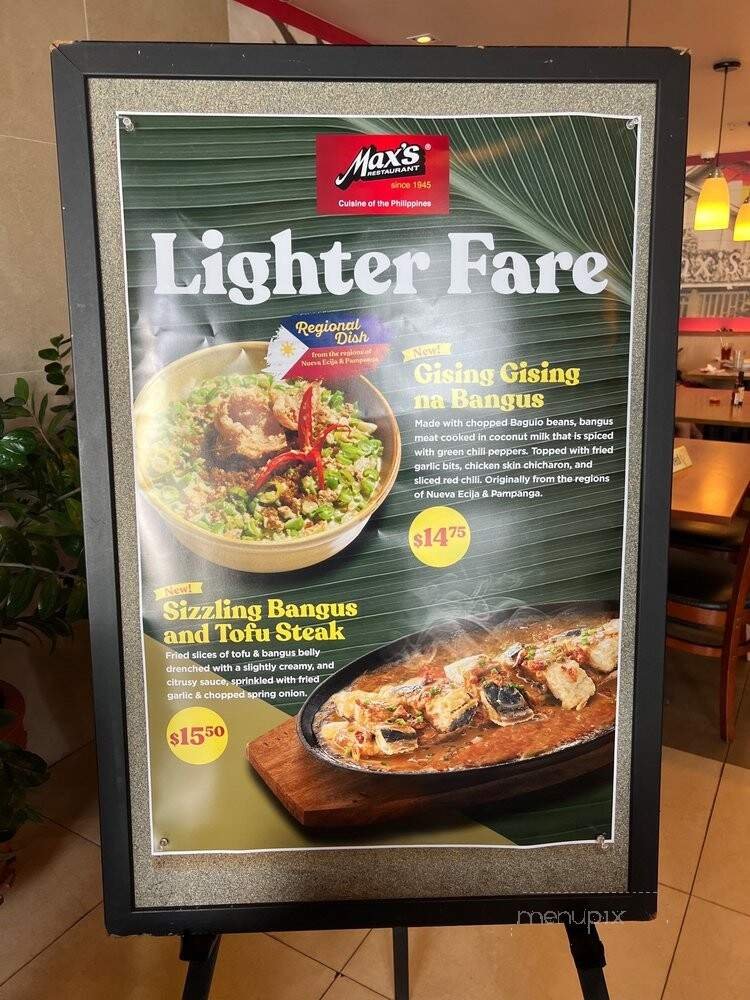 Max's®
RESTAURANT
since 1945
Cuisine of the Philippines
Lighter Fare
Regional
Dish
from the regions of
Nueva Ecija & Pampanga
New!
Gising Gising
na Bangus
Made with chopped Baguio beans, bangus
meat cooked in coconut milk that is spiced
with green chili peppers. Topped with fried
garlic bits, chicken skin chicharon, and
sliced red chili. Originally from the regions
of Nueva Ecija & Pampanga.
$14.75
New!
Sizzling Bangus
and Tofu Steak
Fried slices of tofu & bangus belly
drenched with a slightly creamy, and
citrusy sauce, sprinkled with fried
garlic & chopped spring onion.
$15.50
menupix